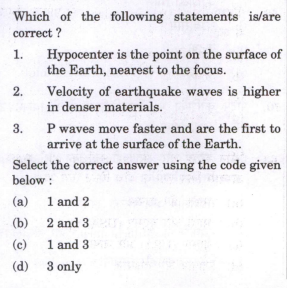 Which of the following statements is/are
correct ?
1. Hypocenter is the point on the surface of
the Earth, nearest to the focus.
2. Velocity of earthquake waves is higher
in denser materials.
3. P waves move faster and are the first to
arrive at the surface of the Earth.
Select the correct answer using the code given
below :
(a) 1 and 2
(b) 2 and 3
(c) 1 and 3
(d) 3 only